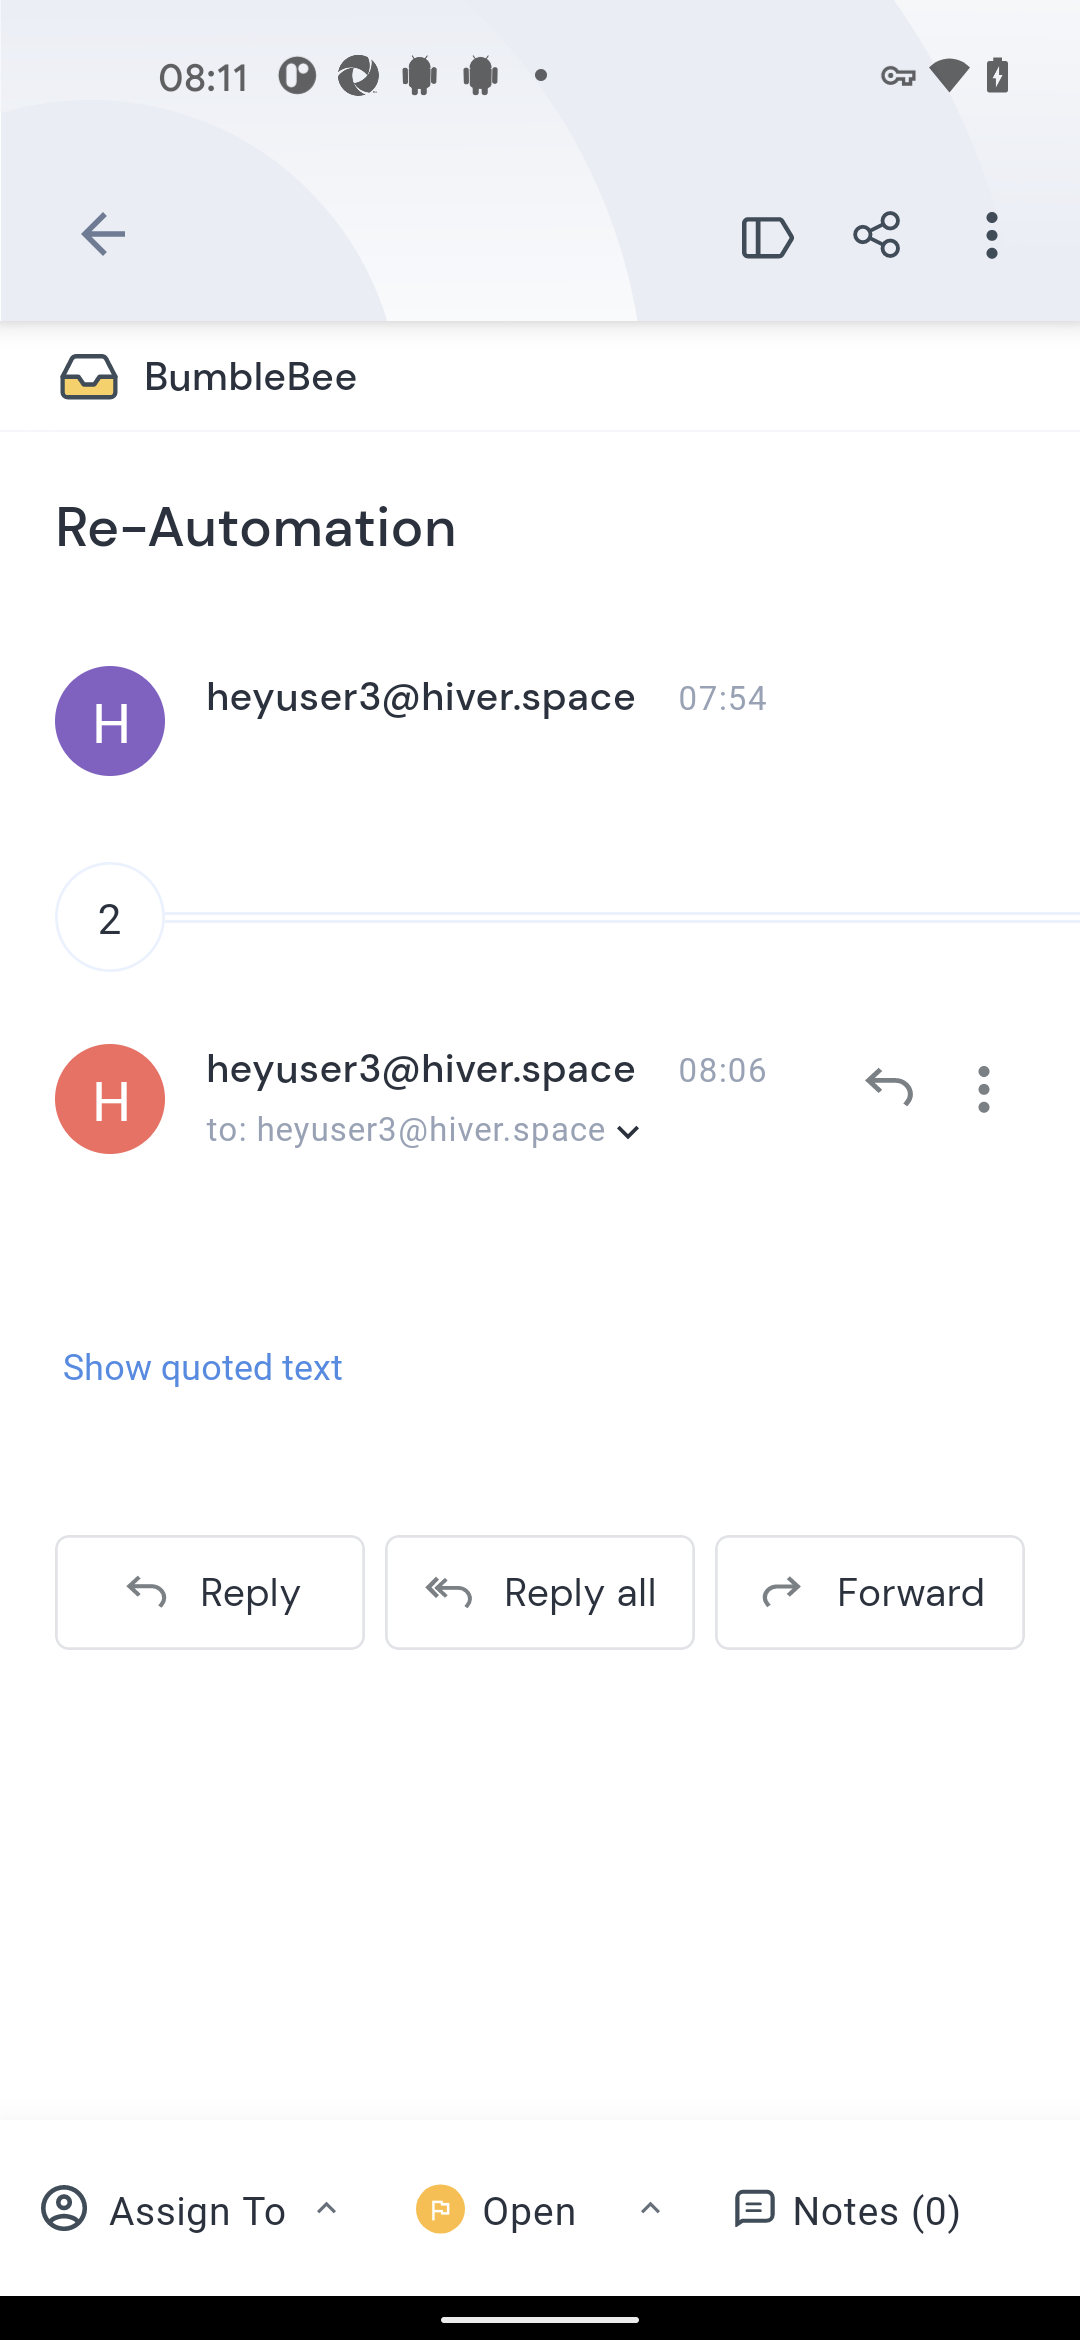 08:11
BumbleBee
Re-Automation
H
heyuser3@hiver.space 07:54
2
H
heyuser3@hiver.space 08:06
to: heyuser3@hiver.space
Show quoted text
Reply
Reply all
Forward
Assign To
Open
Notes (0)